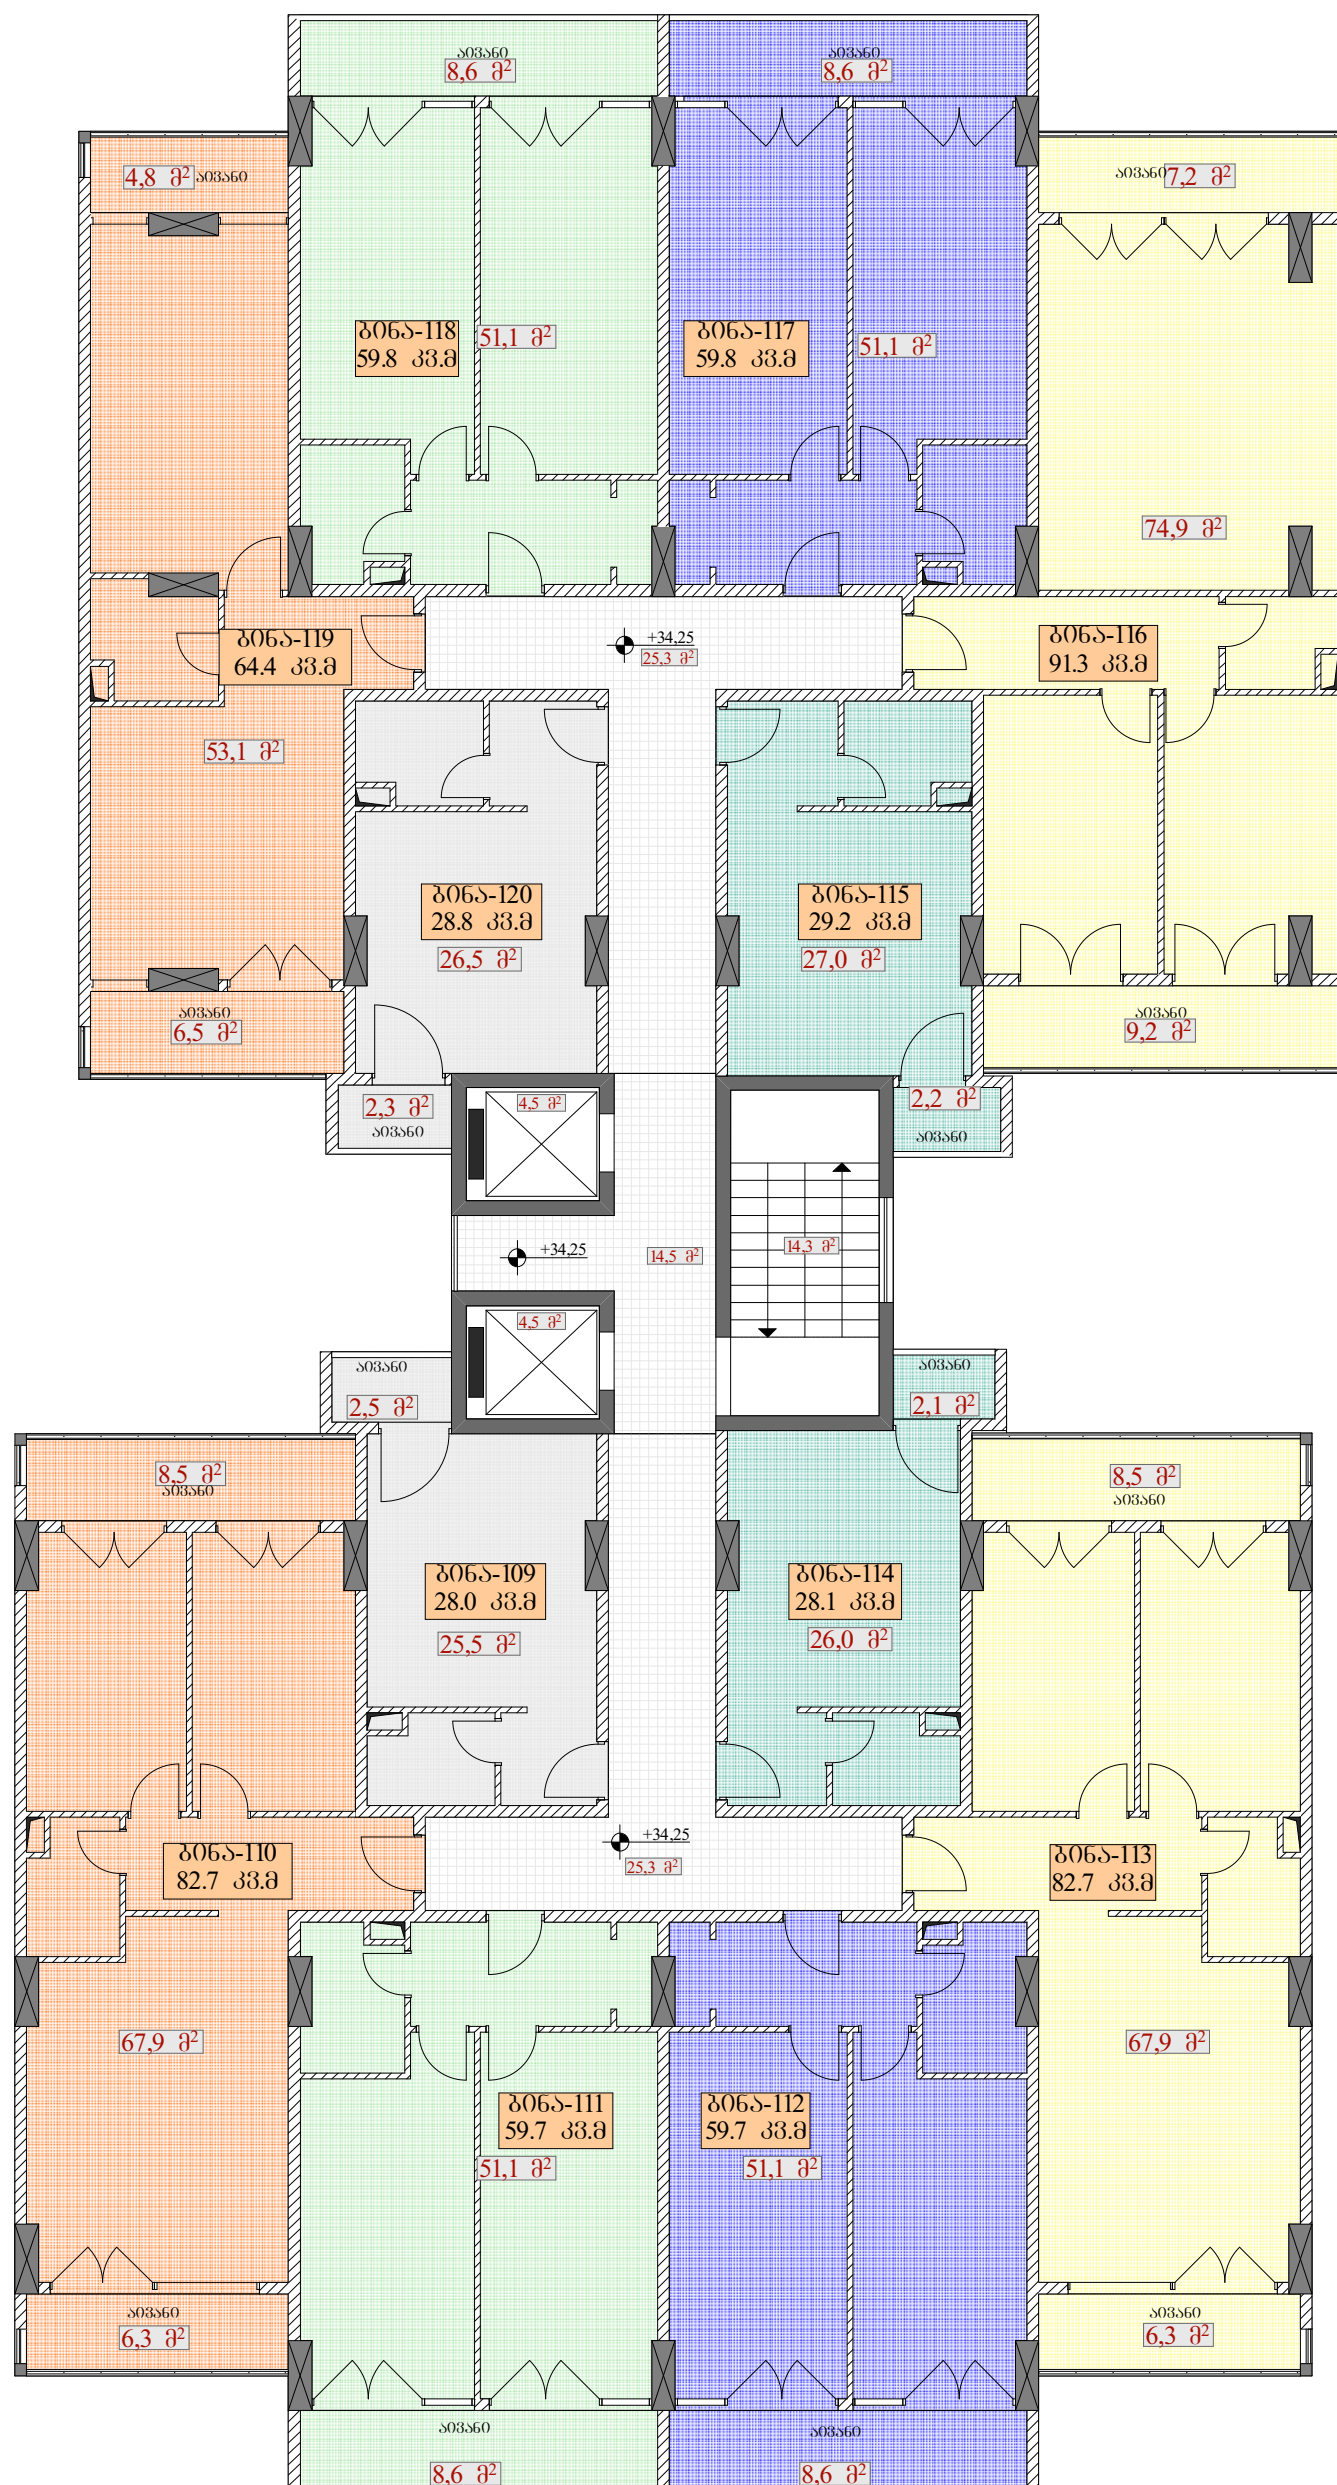 აივანი
8,6 მ²
აივანი
8,6 მ²
4,8 მ² აივანი
აივანი 7,2 მ²
ბინა-118
59.8 კვ.მ
51,1 მ²
ბინა-117
59.8 კვ.მ
51,1 მ²
74,9 მ²
ბინა-119
64.4 კვ.მ
+34,25
25,3 მ²
ბინა-116
91.3 კვ.მ
53,1 მ²
ბინა-120
28.8 კვ.მ
26,5 მ²
ბინა-115
29.2 კვ.მ
27,0 მ²
აივანი
6,5 მ²
აივანი
9,2 მ²
2,3 მ²
აივანი
4,5 მ²
2,2 მ²
აივანი
+34,25
14,5 მ²
14,3 მ²
4,5 მ²
აივანი
2,5 მ²
აივანი
2,1 მ²
8,5 მ²
აივანი
8,5 მ²
აივანი
ბინა-109
28.0 კვ.მ
25,5 მ²
ბინა-114
28.1 კვ.მ
26,0 მ²
ბინა-110
82.7 კვ.მ
+34,25
25,3 მ²
ბინა-113
82.7 კვ.მ
67,9 მ²
67,9 მ²
ბინა-111
59.7 კვ.მ
51,1 მ²
ბინა-112
59.7 კვ.მ
51,1 მ²
აივანი
6,3 მ²
აივანი
6,3 მ²
აივანი
8,6 მ²
აივანი
8,6 მ²